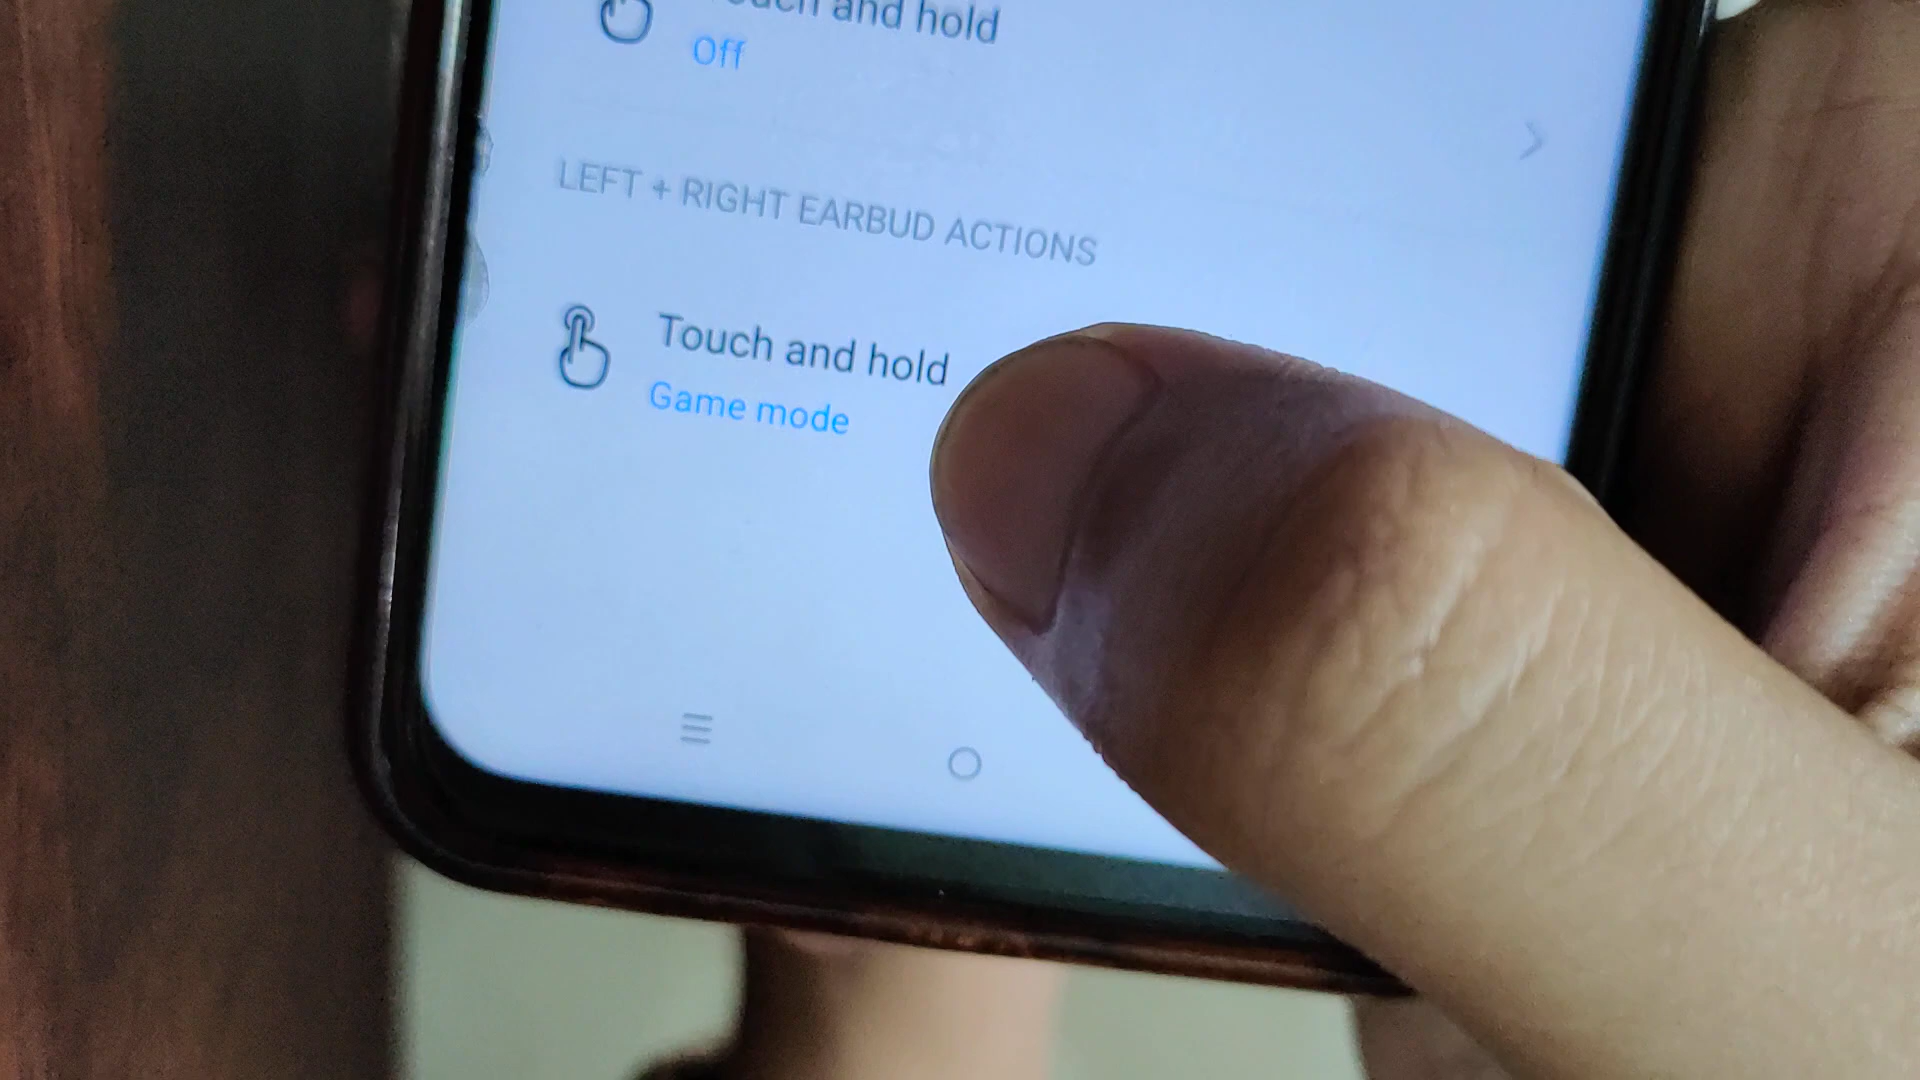 Touch and hold
Off
LEFT + RIGHT EARBUD ACTIONS
Touch and hold
Game mode